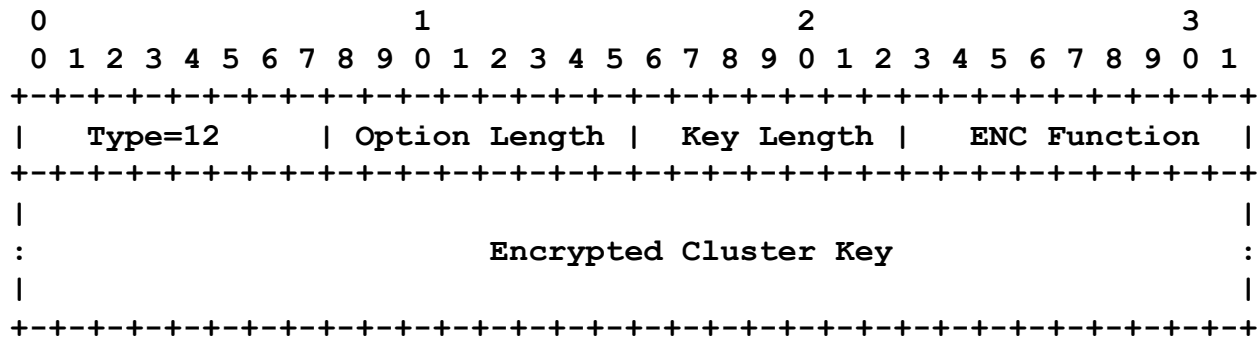 0                   1                   2                   3
 0 1 2 3 4 5 6 7 8 9 0 1 2 3 4 5 6 7 8 9 0 1 2 3 4 5 6 7 8 9 0 1
+-+-+-+-+-+-+-+-+-+-+-+-+-+-+-+-+-+-+-+-+-+-+-+-+-+-+-+-+-+-+-+-+
|   Type=12     | Option Length |  Key Length |   ENC Function  |
+-+-+-+-+-+-+-+-+-+-+-+-+-+-+-+-+-+-+-+-+-+-+-+-+-+-+-+-+-+-+-+-+
|                                                               |
:                        Encrypted Cluster Key                  :
|                                                               |
+-+-+-+-+-+-+-+-+-+-+-+-+-+-+-+-+-+-+-+-+-+-+-+-+-+-+-+-+-+-+-+-+